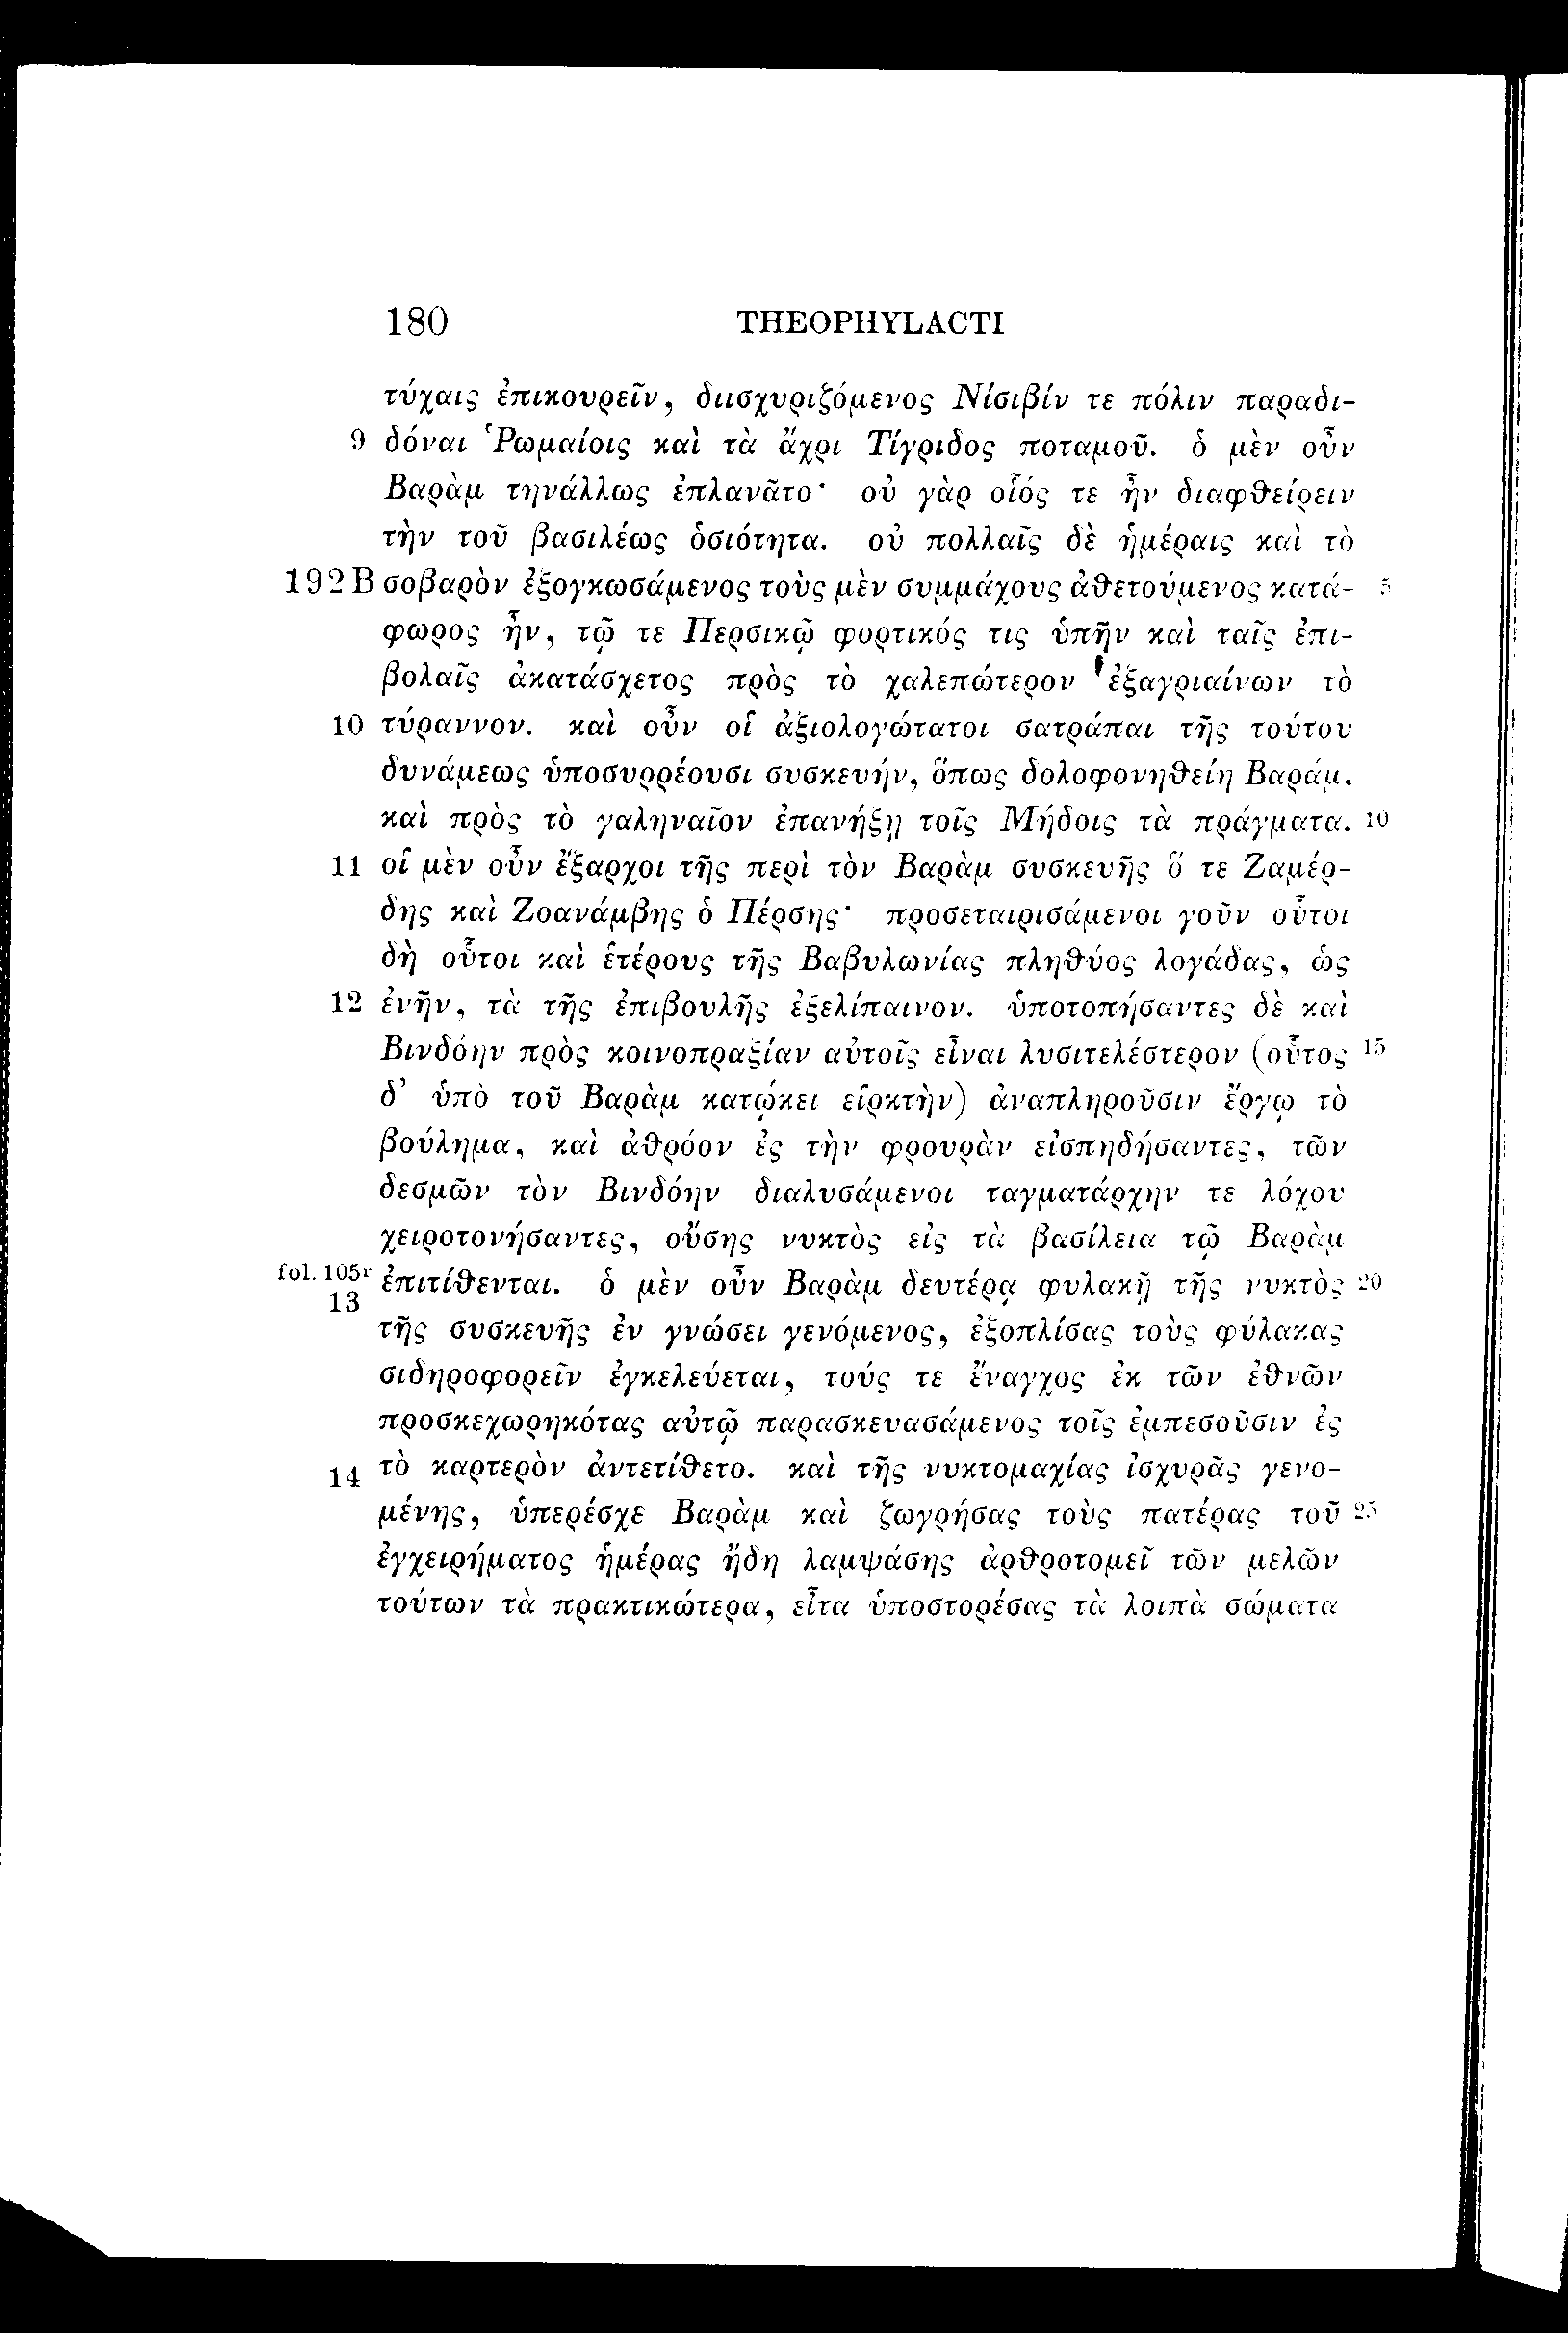 180 THEOPHYLACTI
τύχαις ἐπικουρεῖν, διισχυριζόμενος Νίσιβίν τε πόλιν παραδι-
9 δόναι Ῥωμαίοις καὶ τὰ ἄχρι Τίγριδος ποταμοῦ. ὁ μὲν οὖν
Βαρὰμ τηνάλλως ἐπλανᾶτο· οὐ γὰρ οἷός τε ἦν διαφθείρειν
τὴν τοῦ βασιλέως ὁσιότητα. οὐ πολλαῖς δὲ ἡμέραις καὶ τὸ
192B σοβαρὸν ἐξογκωσάμενος τοὺς μὲν συμμάχους ἀθετούμενος κατά- 5
φωρος ἦν, τῷ τε Περσικῷ φορτικός τις ὑπῆν καὶ ταῖς ἐπι-
βολαῖς ἀκατάσχετος πρὸς τὸ χαλεπώτερον ἐξαγριαίνων τὸ
10 τύραννον. καὶ οὖν οἱ ἀξιολογώτατοι σατράπαι τῆς τούτου
δυνάμεως ὑποσυρρέουσι συσκευήν, ὅπως δολοφονηθείη Βαράμ.
καὶ πρὸς τὸ γαληναῖον ἐπανήξῃ τοῖς Μήδοις τὰ πράγματα. 10
11 οἱ μὲν οὖν ἔξαρχοι τῆς περὶ τὸν Βαρὰμ συσκευῆς ὅ τε Ζαμέρ-
δης καὶ Ζοανάμβης ὁ Πέρσης· προσεταιρισάμενοι γοῦν οὗτοι
δὴ οὗτοι καὶ ἑτέρους τῆς Βαβυλωνίας πληθύος λογάδας, ὡς
12 ἐνῆν, τὰ τῆς ἐπιβουλῆς ἐξελίπαινον. ὑποτοπήσαντες δὲ καὶ
Βινδόην πρὸς κοινοπραξίαν αὐτοῖς εἶναι λυσιτελέστερον (οὗτος 15
δ’ ὑπὸ τοῦ Βαρὰμ κατῴκει εἱρκτὴν) ἀναπληροῦσιν ἔργῳ τὸ
βούλημα, καὶ ἀθρόον ἐς τὴν φρουρὰν εἰσπηδήσαντες, τῶν
δεσμῶν τὸν Βινδόην διαλυσάμενοι ταγματάρχην τε λόχου
χειροτονήσαντες, οὔσης νυκτὸς εἰς τὰ βασίλεια τῷ Βαρὰμ
fol. 105r ἐπιτίθενται. ὁ μὲν οὖν Βαρὰμ δευτέρᾳ φυλακῇ τῆς νυκτὸς 20
13 τῆς συσκευῆς ἐν γνώσει γενόμενος, ἐξοπλίσας τοὺς φύλακας
σιδηροφορεῖν ἐγκελεύεται, τούς τε ἔναγχος ἐκ τῶν ἐθνῶν
προσκεχωρηκότας αὐτῷ παρασκευασάμενος τοῖς ἐμπεσοῦσιν ἐς
14 τὸ καρτερὸν ἀντετίθετο. καὶ τῆς νυκτομαχίας ἰσχυρᾶς γενο-
μένης, ὑπερέσχε Βαρὰμ καὶ ζωγρήσας τοὺς πατέρας τοῦ 25
ἐγχειρήματος ἡμέρας ἤδη λαμψάσης ἀρθροτομεῖ τῶν μελῶν
τούτων τὰ πρακτικώτερα, εἶτα ὑποστορέσας τὰ λοιπὰ σώματα